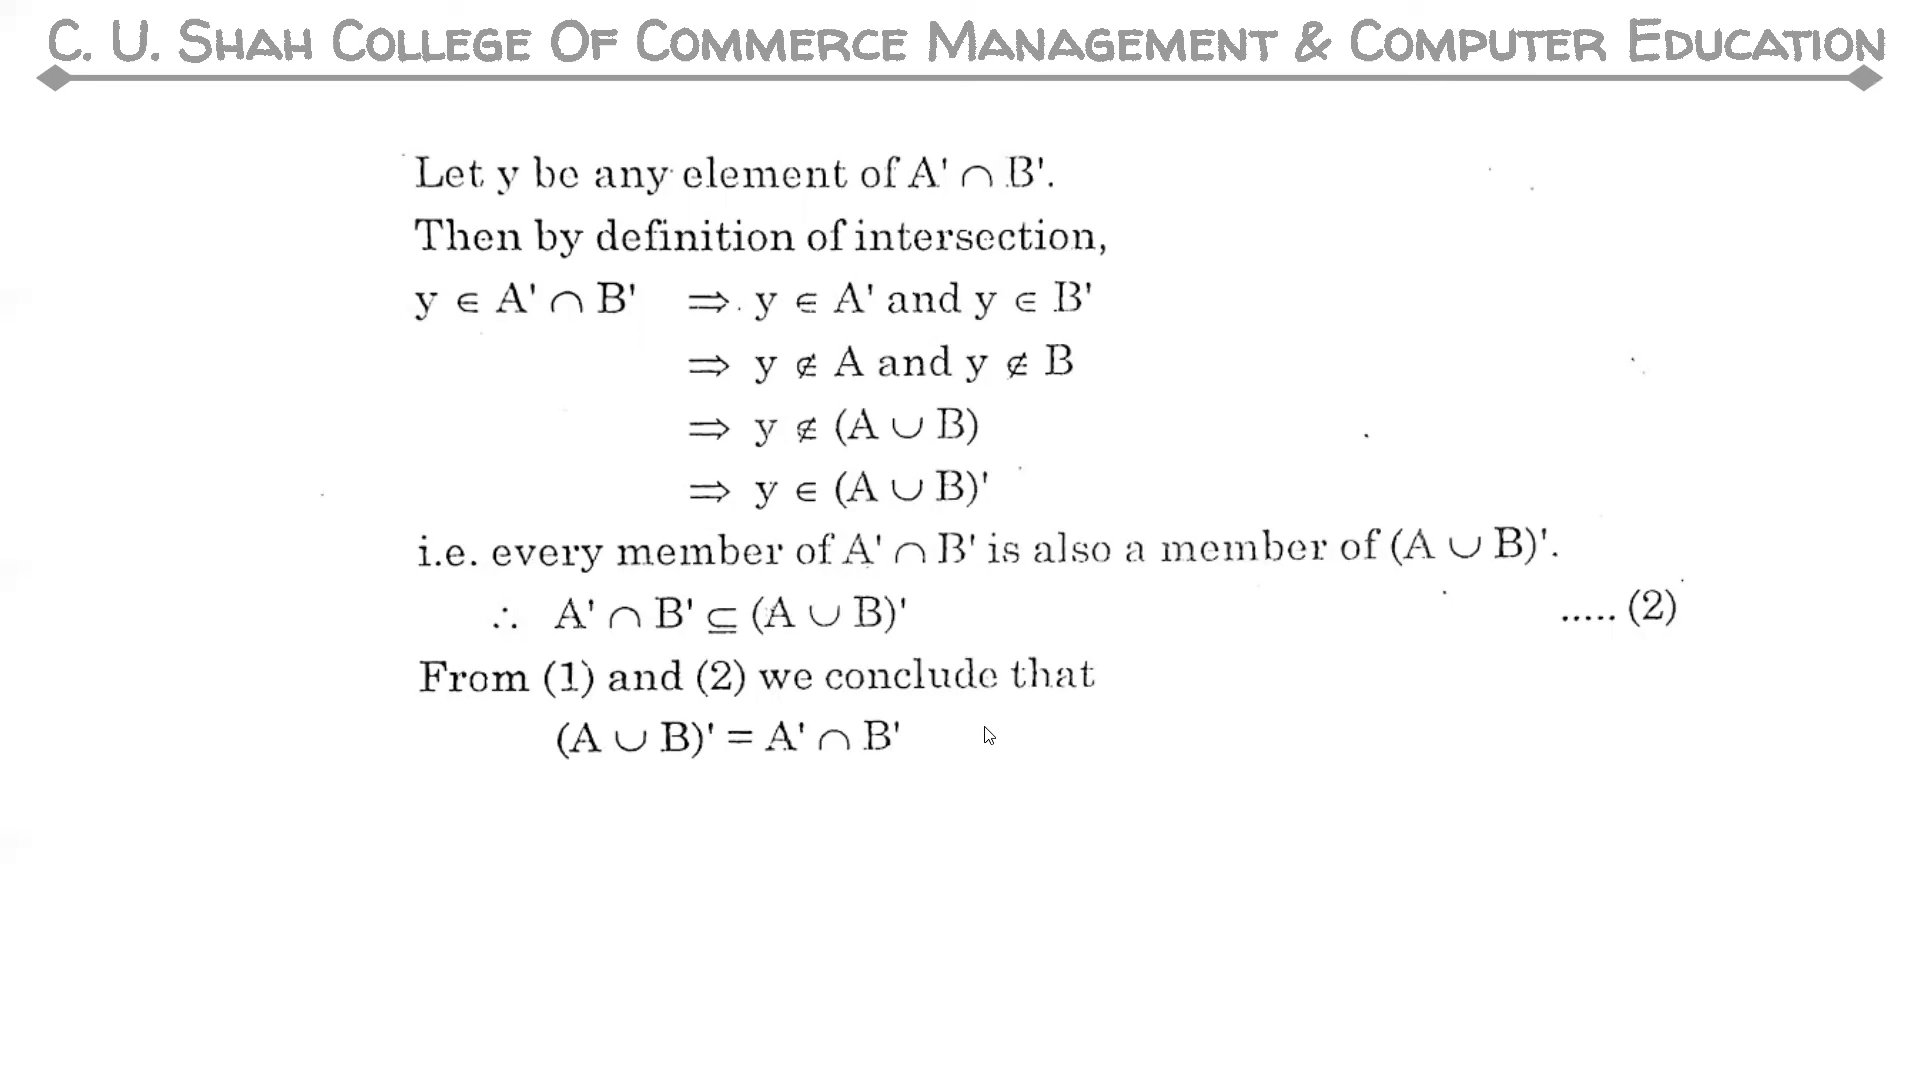 C. U. Shah College Of Commerce Management & Computer Education
Let y be any element of A' ∩ B'.
Then by definition of intersection,
y ∈ A' ∩ B' ⇒ y ∈ A' and y ∈ B'
⇒ y ∉ A and y ∉ B
⇒ y ∉ (A ∪ B)
⇒ y ∈ (A ∪ B)'
i.e. every member of A' ∩ B' is also a member of (A ∪ B)'.
∴ A' ∩ B' ⊆ (A ∪ B)' ..... (2)
From (1) and (2) we conclude that
(A ∪ B)' = A' ∩ B'